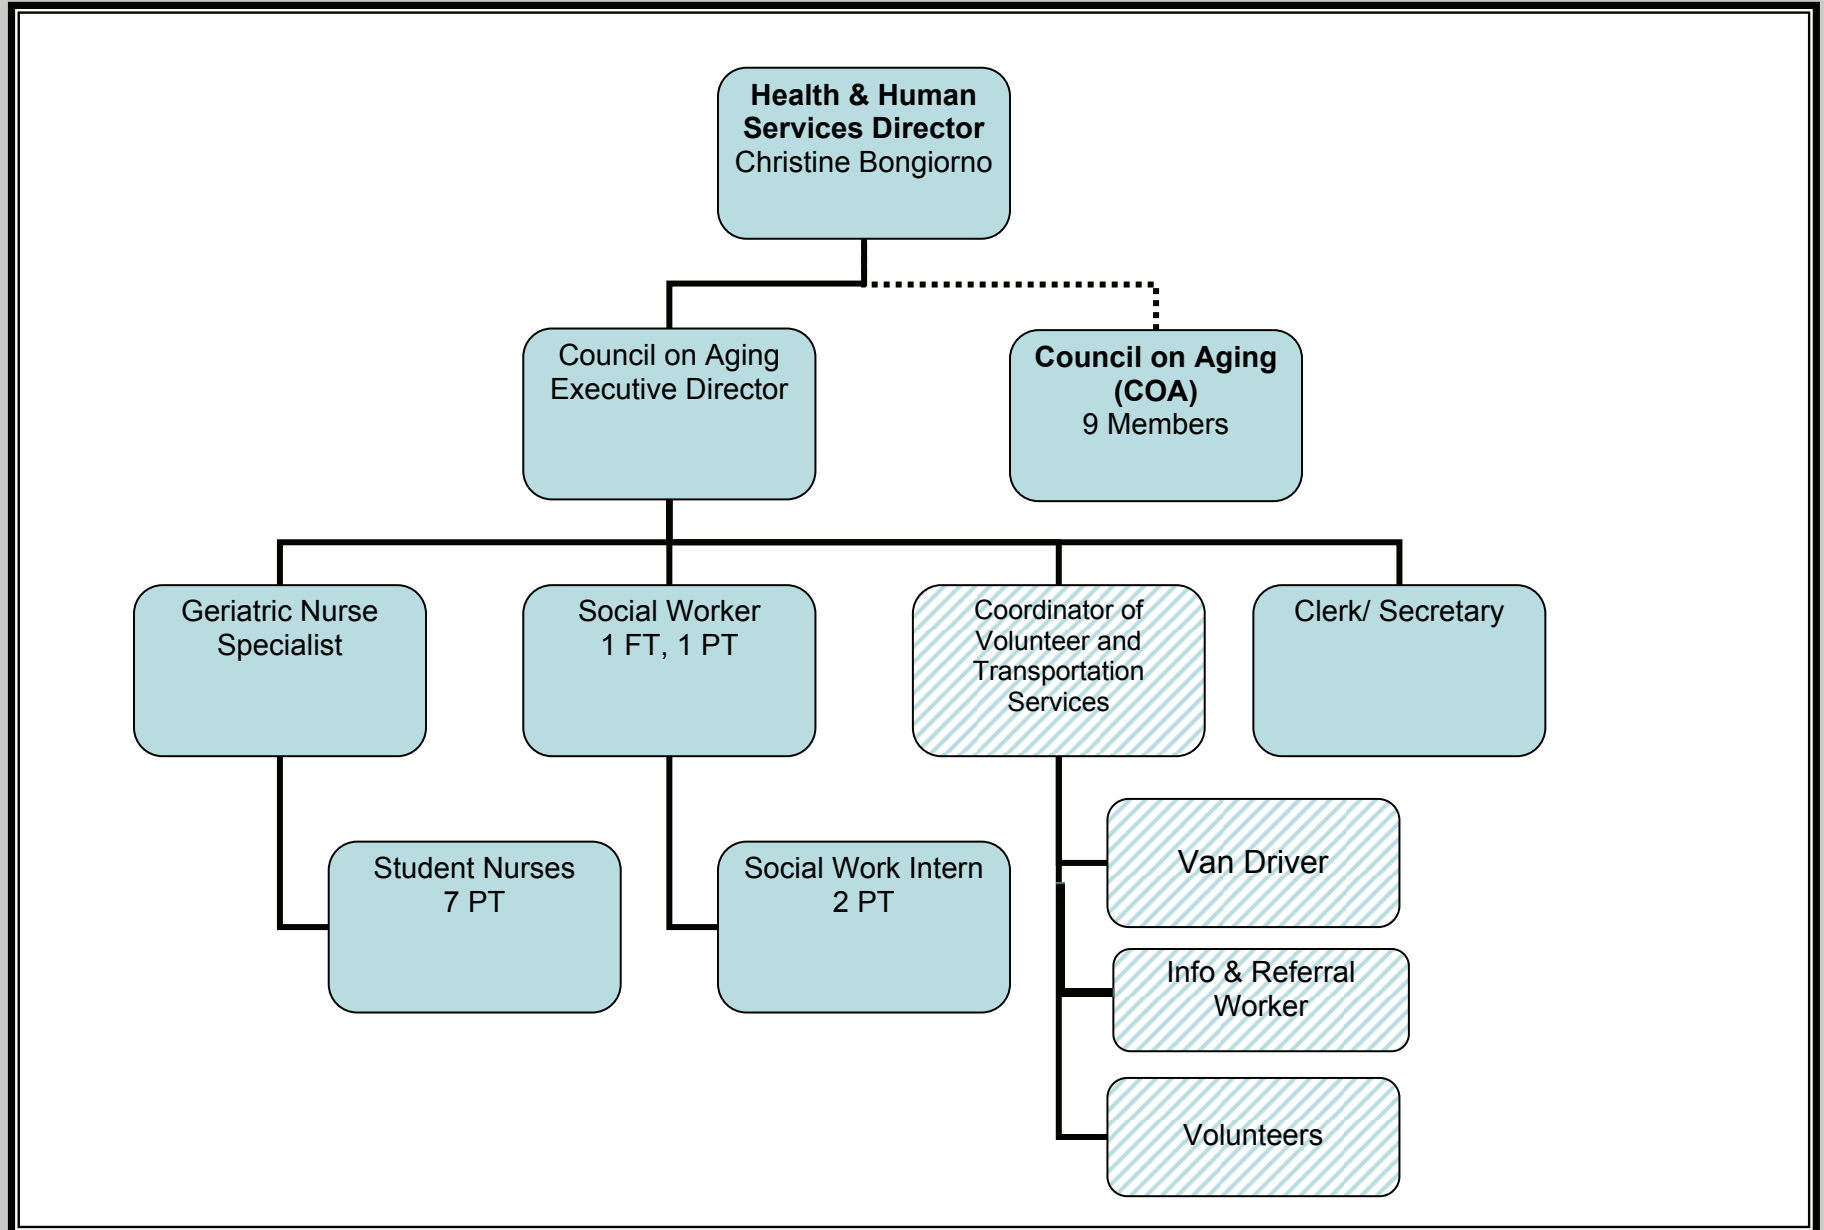 Health & Human
Services Director
Christine Bongiorno
Council on Aging
Executive Director
Council on Aging
(COA)
9 Members
Geriatric Nurse
Specialist
Social Worker
1 FT, 1 PT
Coordinator of
Volunteer and
Transportation
Services
Clerk/ Secretary
Student Nurses
7 PT
Social Work Intern
2 PT
Van Driver
Info & Referral
Worker
Volunteers